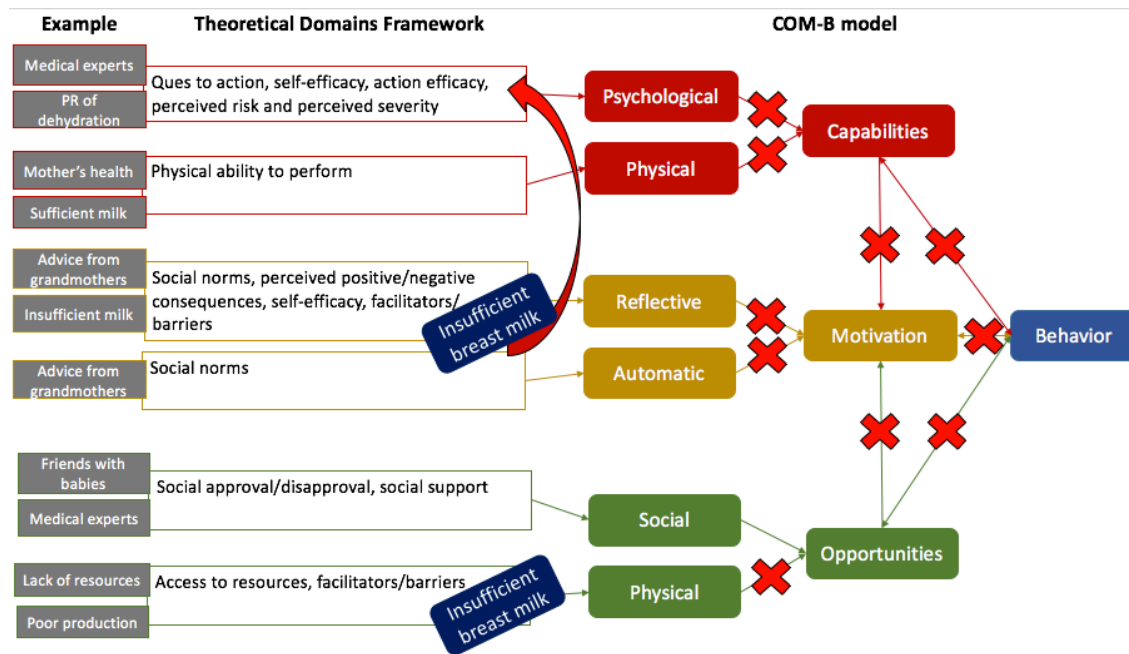 Example
Theoretical Domains Framework
COM-B model
Medical experts
PR of
dehydration
Ques to action, self-efficacy, action efficacy,
perceived risk and perceived severity
Psychological
Capabilities
Mother's health
Sufficient milk
Physical ability to perform
Physical
Advice from
grandmothers
Insufficient milk
Social norms, perceived positive/negative
consequences, self-efficacy, facilitators/
barriers
Insufficient
breast milk
Reflective
Motivation
Behavior
Advice from
grandmothers
Social norms
Automatic
Friends with
babies
Medical experts
Social approval/disapproval, social support
Social
Opportunities
Lack of resources
Poor production
Access to resources, facilitators/barriers
Insufficient
breast milk
Physical